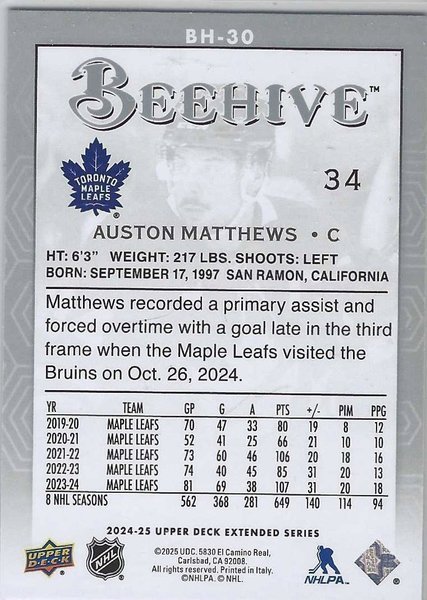 BH-30
BEEHIVE™
TORONTO
MAPLE
LEAFS
®
34
AUSTON MATTHEWS • C
HT: 6'3" WEIGHT: 217 LBS. SHOOTS: LEFT
BORN: SEPTEMBER 17, 1997 SAN RAMON, CALIFORNIA
Matthews recorded a primary assist and
forced overtime with a goal late in the third
frame when the Maple Leafs visited the
Bruins on Oct. 26, 2024.
YR TEAM GP G A PTS +/- PIM PPG
2019-20 MAPLE LEAFS 70 47 33 80 19 8 12
2020-21 MAPLE LEAFS 52 41 25 66 21 10 10
2021-22 MAPLE LEAFS 73 60 46 106 20 18 16
2022-23 MAPLE LEAFS 74 40 45 85 31 20 13
2023-24 MAPLE LEAFS 81 69 38 107 31 20 18
8 NHL SEASONS 562 368 281 649 140 114 94
2024-25 UPPER DECK EXTENDED SERIES
©2025 UDC. 5830 El Camino Real,
Carlsbad, CA 92008.
All rights reserved. Printed in Italy.
©NHLPA. © NHL.
UPPER
DECK
NHL
NHLPA